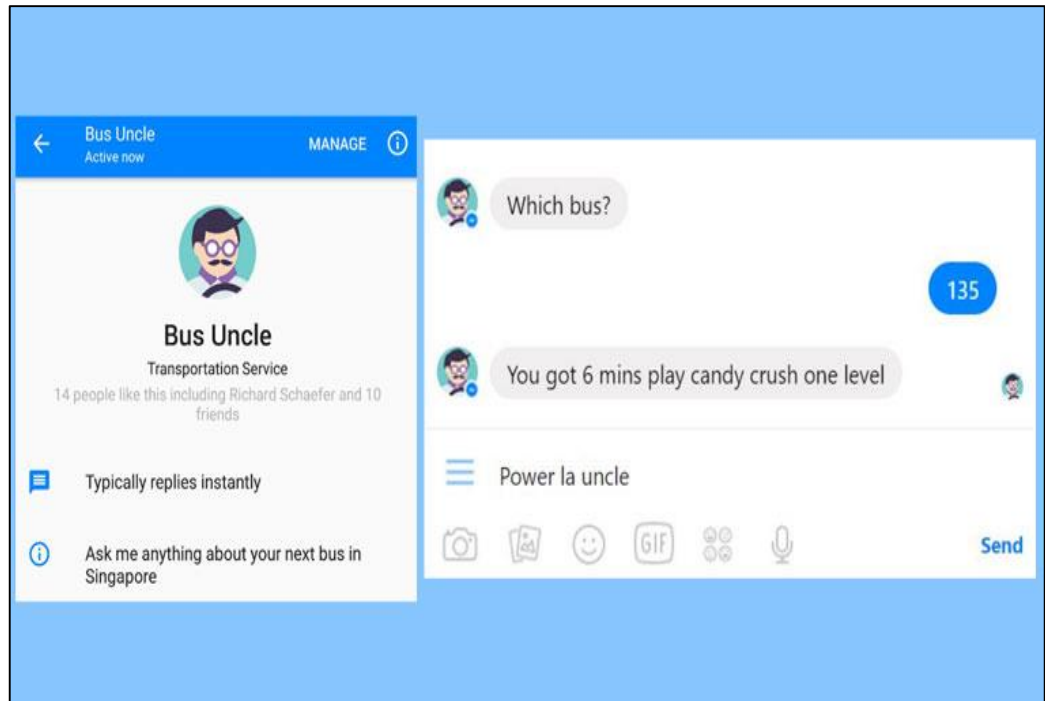 Bus Uncle
Active now
MANAGE
Bus Uncle
Transportation Service
14 people like this including Richard Schaefer and 10
friends
Typically replies instantly
Ask me anything about your next bus in
Singapore
Which bus?
135
You got 6 mins play candy crush one level
Power la uncle
GIF
Send